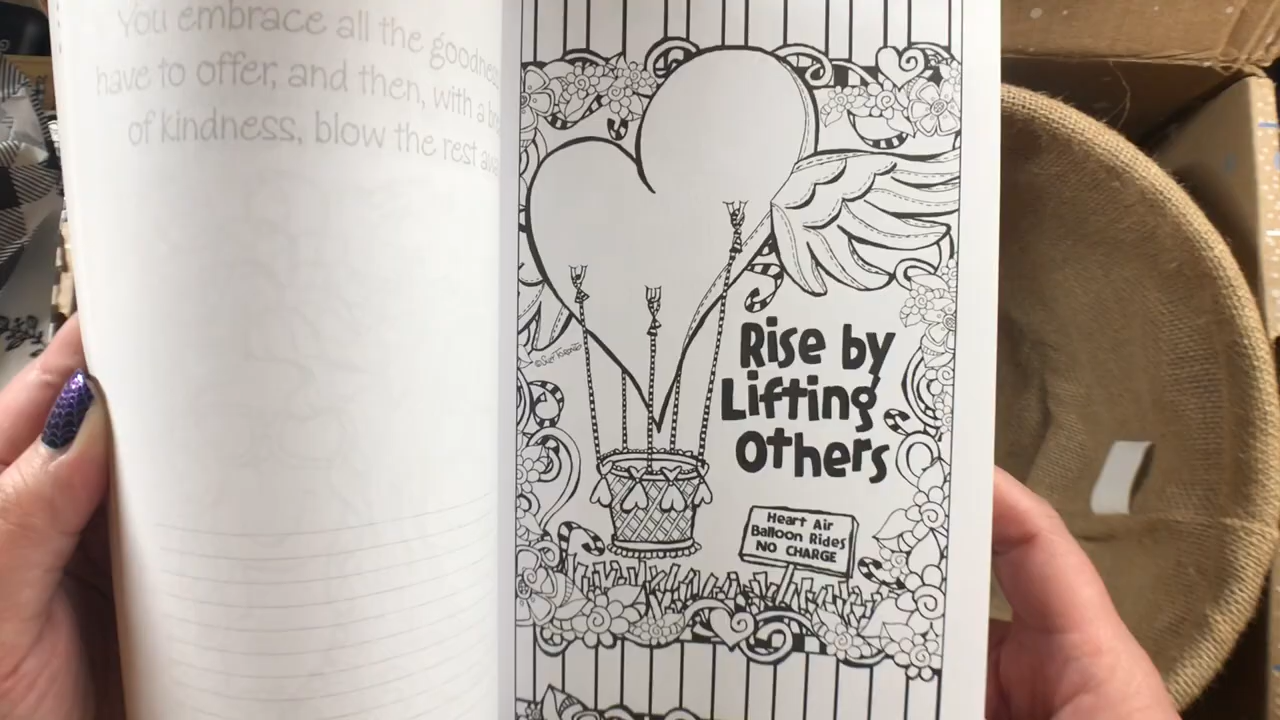 You embrace all the goodness
have to offer, and then, with a
of kindness, blow the rest
Rise by
Lifting
Others
Heart Air
Balloon Rides
NO CHARGE